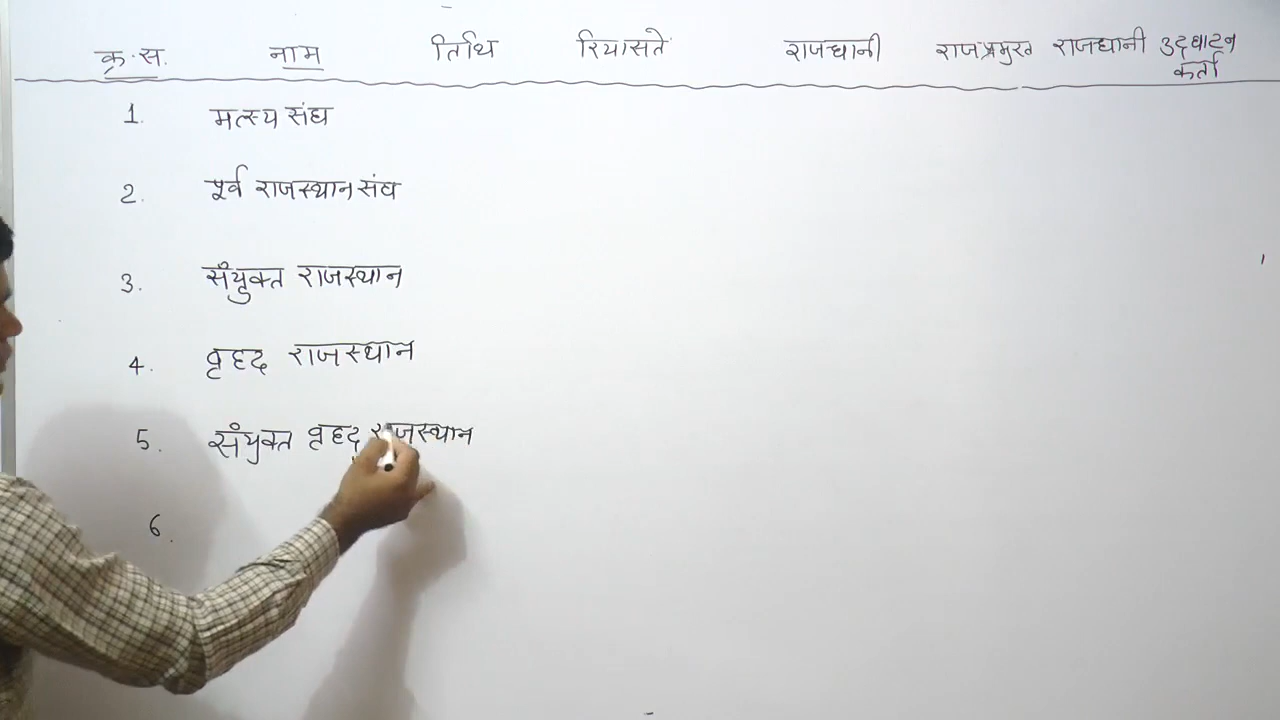 क्र.स. नाम तिथि रियासते राजधानी राजप्रमुख राजधानी उदघाटन कर्ता
1. मत्स्य संघ
2. पूर्व राजस्थान संघ
3. संयुक्त राजस्थान
4. वृहद राजस्थान
5. संयुक्त वृहद राजस्थान
6.